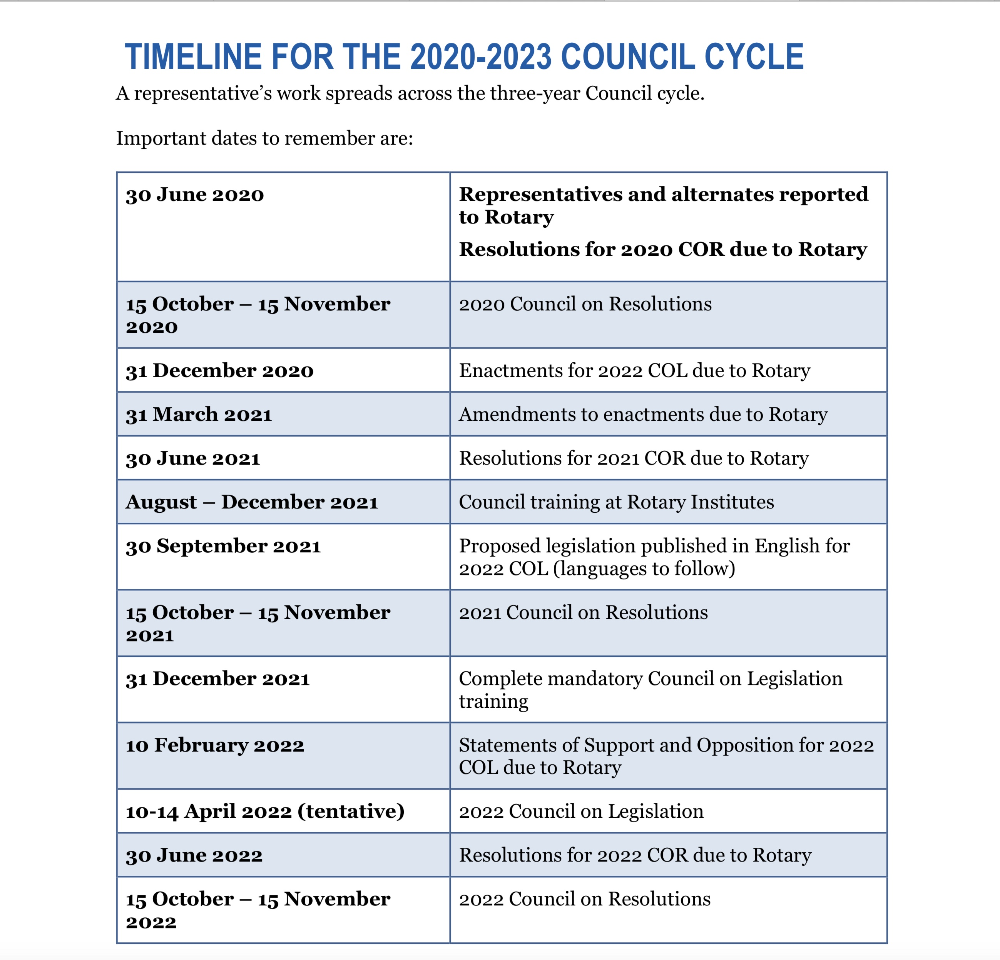 TIMELINE FOR THE 2020-2023 COUNCIL CYCLE
A representative’s work spreads across the three-year Council cycle.
Important dates to remember are:
30 June 2020
Representatives and alternates reported
to Rotary
Resolutions for 2020 COR due to Rotary
15 October – 15 November
2020
2020 Council on Resolutions
31 December 2020
Enactments for 2022 COL due to Rotary
31 March 2021
Amendments to enactments due to Rotary
30 June 2021
Resolutions for 2021 COR due to Rotary
August – December 2021
Council training at Rotary Institutes
30 September 2021
Proposed legislation published in English for
2022 COL (languages to follow)
15 October – 15 November
2021
2021 Council on Resolutions
31 December 2021
Complete mandatory Council on Legislation
training
10 February 2022
Statements of Support and Opposition for 2022
COL due to Rotary
10-14 April 2022 (tentative)
2022 Council on Legislation
30 June 2022
Resolutions for 2022 COR due to Rotary
15 October – 15 November
2022
2022 Council on Resolutions